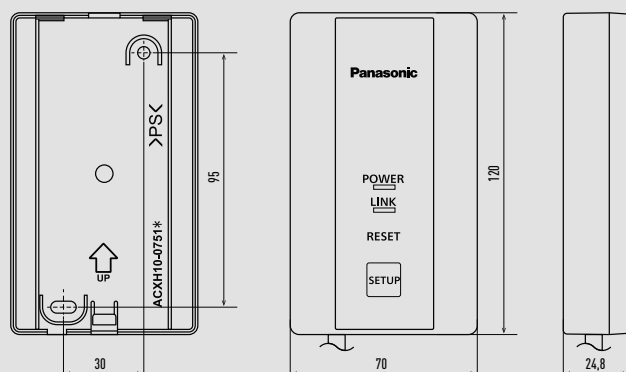 >PS<
ACXH10-0751*
UP
95
30
Panasonic
POWER
LINK
RESET
SETUP
120
70
24,8